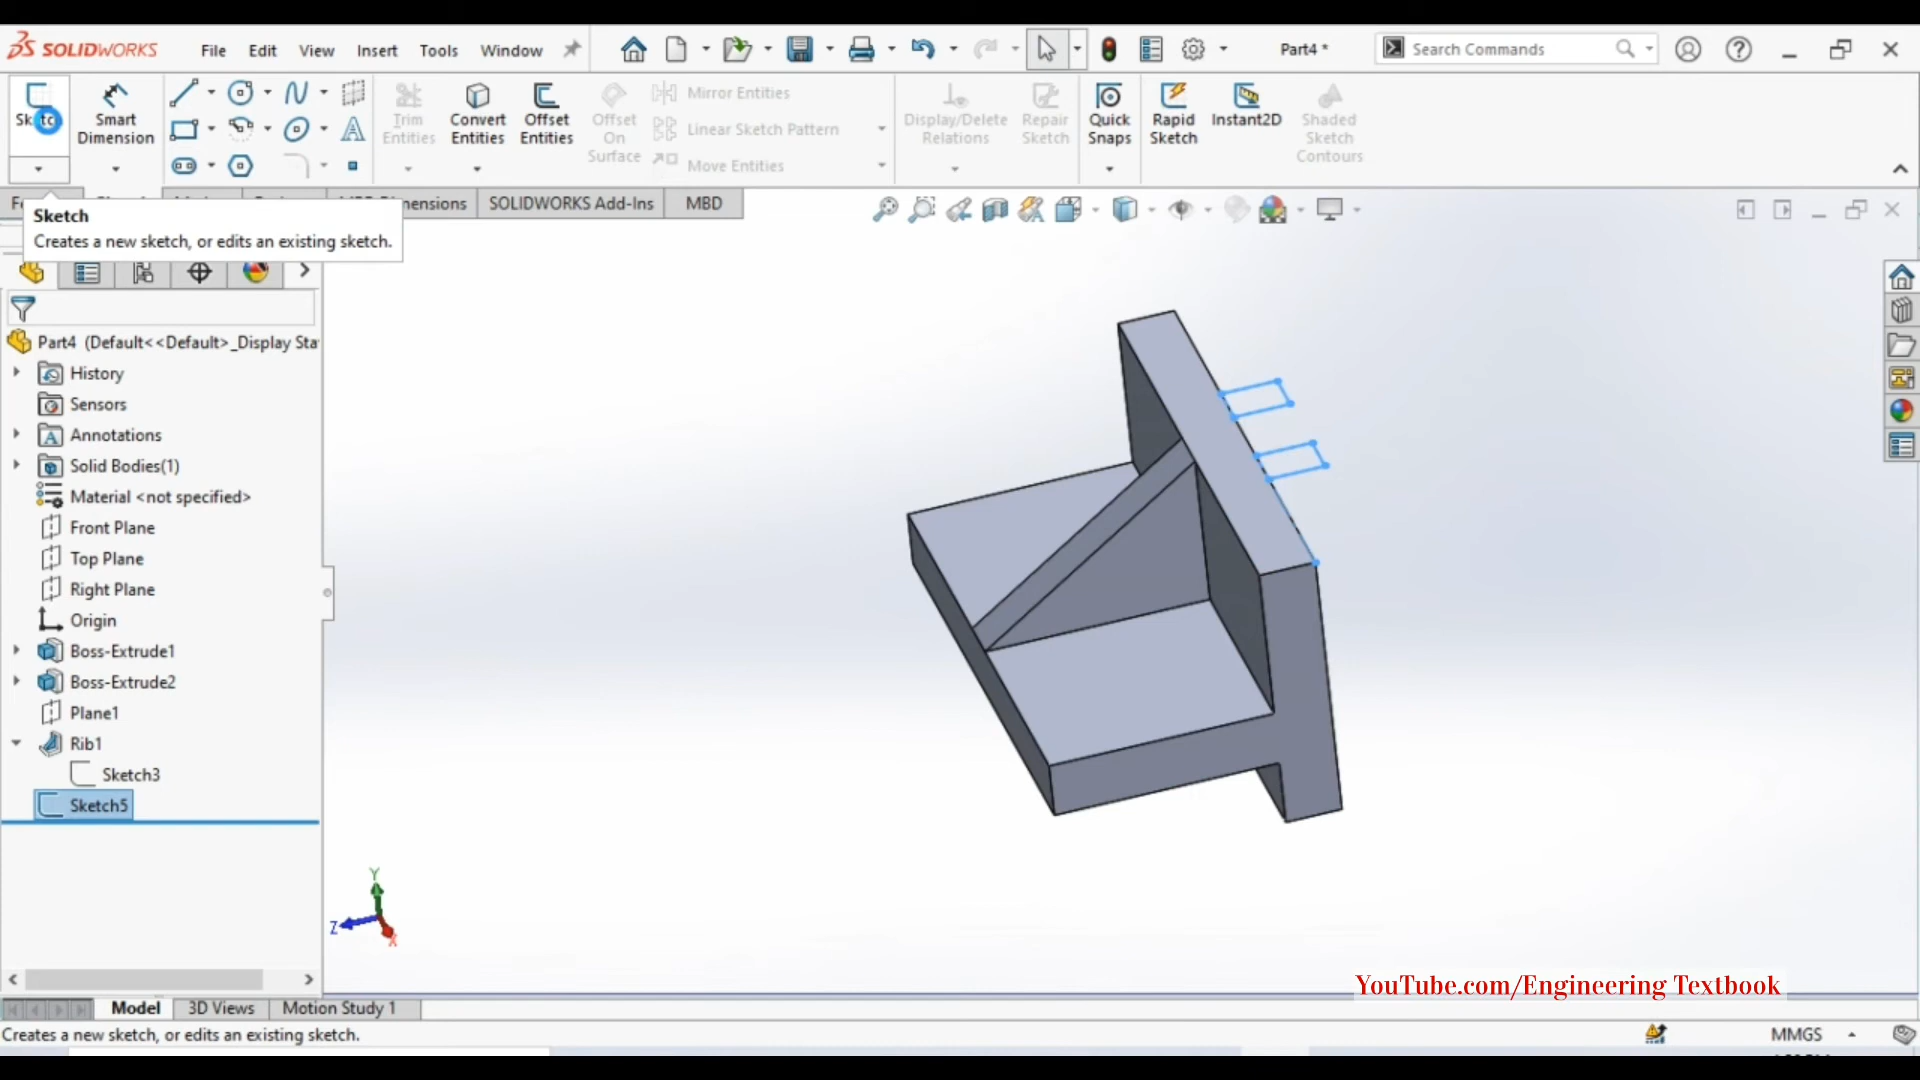 SOLIDWORKS File Edit View Insert Tools Window Part4 * Search Commands
Smart Dimension
Trim Entities
Convert Entities
Offset Entities
Offset On Surface
Mirror Entities
Linear Sketch Pattern
Move Entities
Display/Delete Relations
Repair Sketch
Quick Snaps
Rapid Sketch
Instant2D
Shaded Sketch Contours
SOLIDWORKS Add-Ins MBD
Sketch
Creates a new sketch, or edits an existing sketch.
Part4 (Default<<Default>_Display Sta
History
Sensors
Annotations
Solid Bodies(1)
Material <not specified>
Front Plane
Top Plane
Right Plane
Origin
Boss-Extrude1
Boss-Extrude2
Plane1
Rib1
Sketch3
Sketch5
Y
Z
X
YouTube.com/Engineering Textbook
Model 3D Views Motion Study 1
Creates a new sketch, or edits an existing sketch.
MMGS